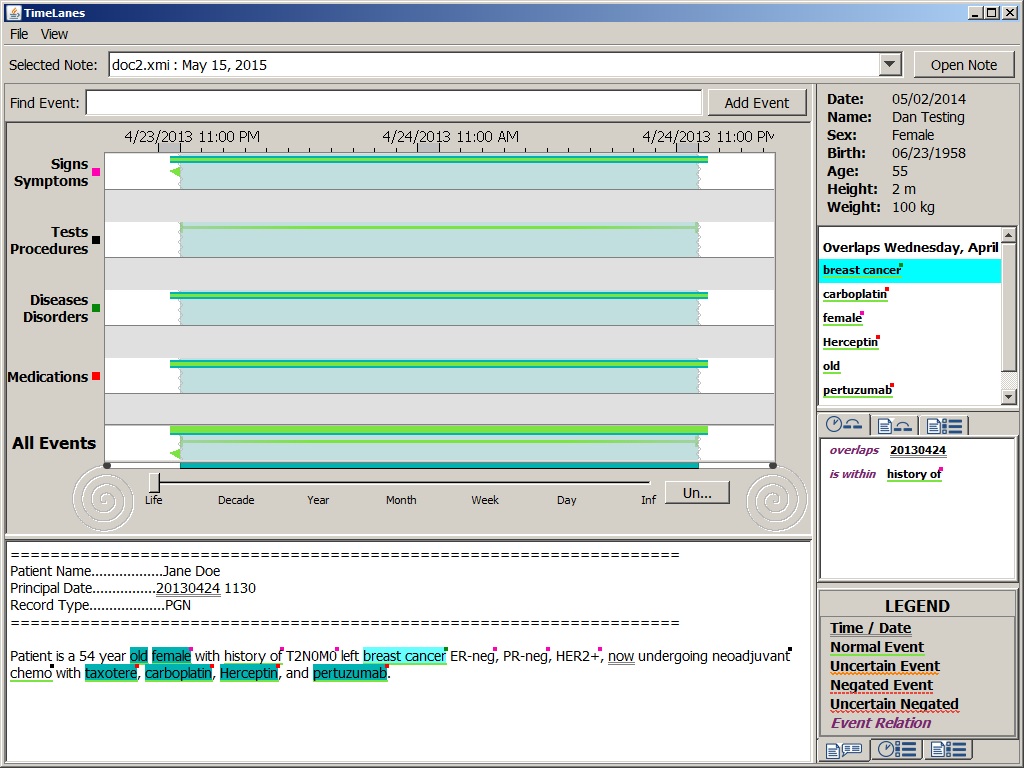 TimeLanes
File View
Selected Note: doc2.xmi : May 15, 2015 Open Note
Find Event: Add Event
4/23/2013 11:00 PM 4/24/2013 11:00 AM 4/24/2013 11:00 PM
Signs
Symptoms
Tests
Procedures
Diseases
Disorders
Medications
All Events
Life Decade Year Month Week Day Inf Un...
Date: 05/02/2014
Name: Dan Testing
Sex: Female
Birth: 06/23/1958
Age: 55
Height: 2 m
Weight: 100 kg
Overlaps Wednesday, April
breast cancer
carboplatin
female
Herceptin
old
pertuzumab
overlaps 20130424
is within history of
LEGEND
Time / Date
Normal Event
Uncertain Event
Negated Event
Uncertain Negated
Event Relation
===================================================================
Patient Name.................Jane Doe
Principal Date...............20130424 1130
Record Type..................PGN
===================================================================
Patient is a 54 year old female with history of T2N0M0 left breast cancer ER-neg, PR-neg, HER2+, now undergoing neoadjuvant
chemo with taxotere, carboplatin, Herceptin, and pertuzumab.